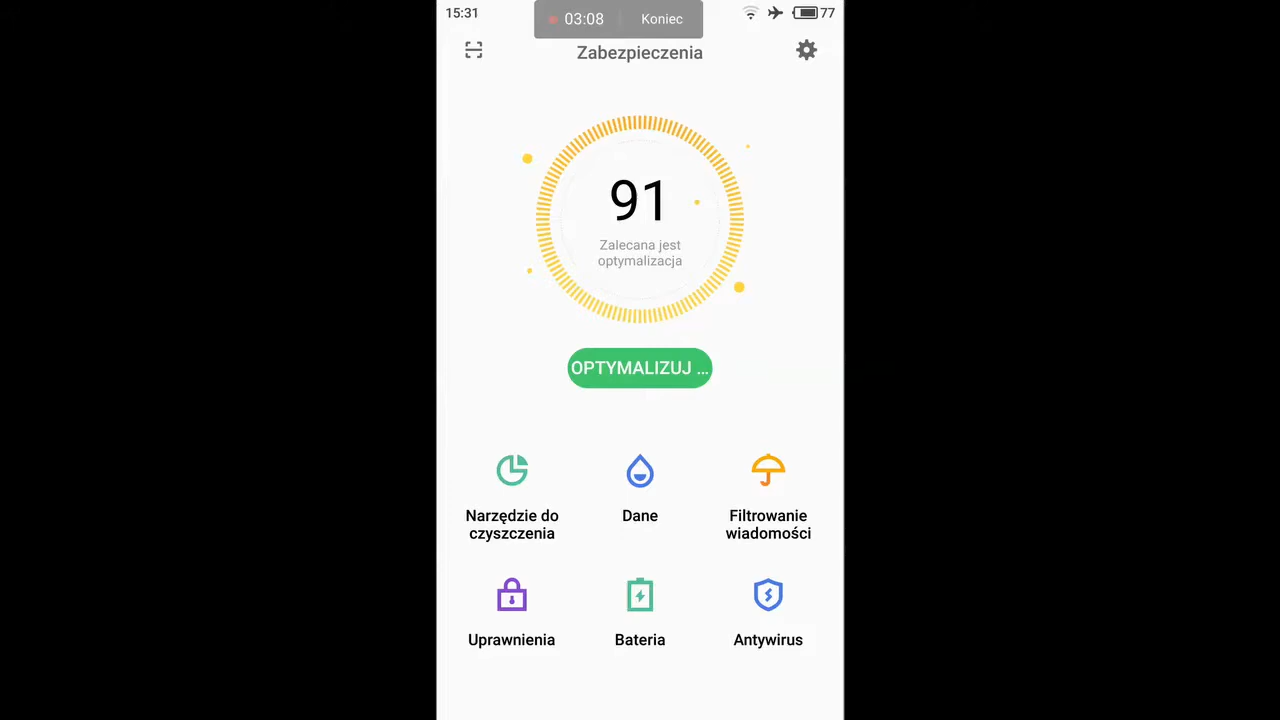 15:31
03:08
Koniec
77
Zabezpieczenia
91
Zalecana jest
optymalizacja
OPTYMALIZUJ ...
Narzędzie do
czyszczenia
Dane
Filtrowanie
wiadomości
Uprawnienia
Bateria
Antywirus